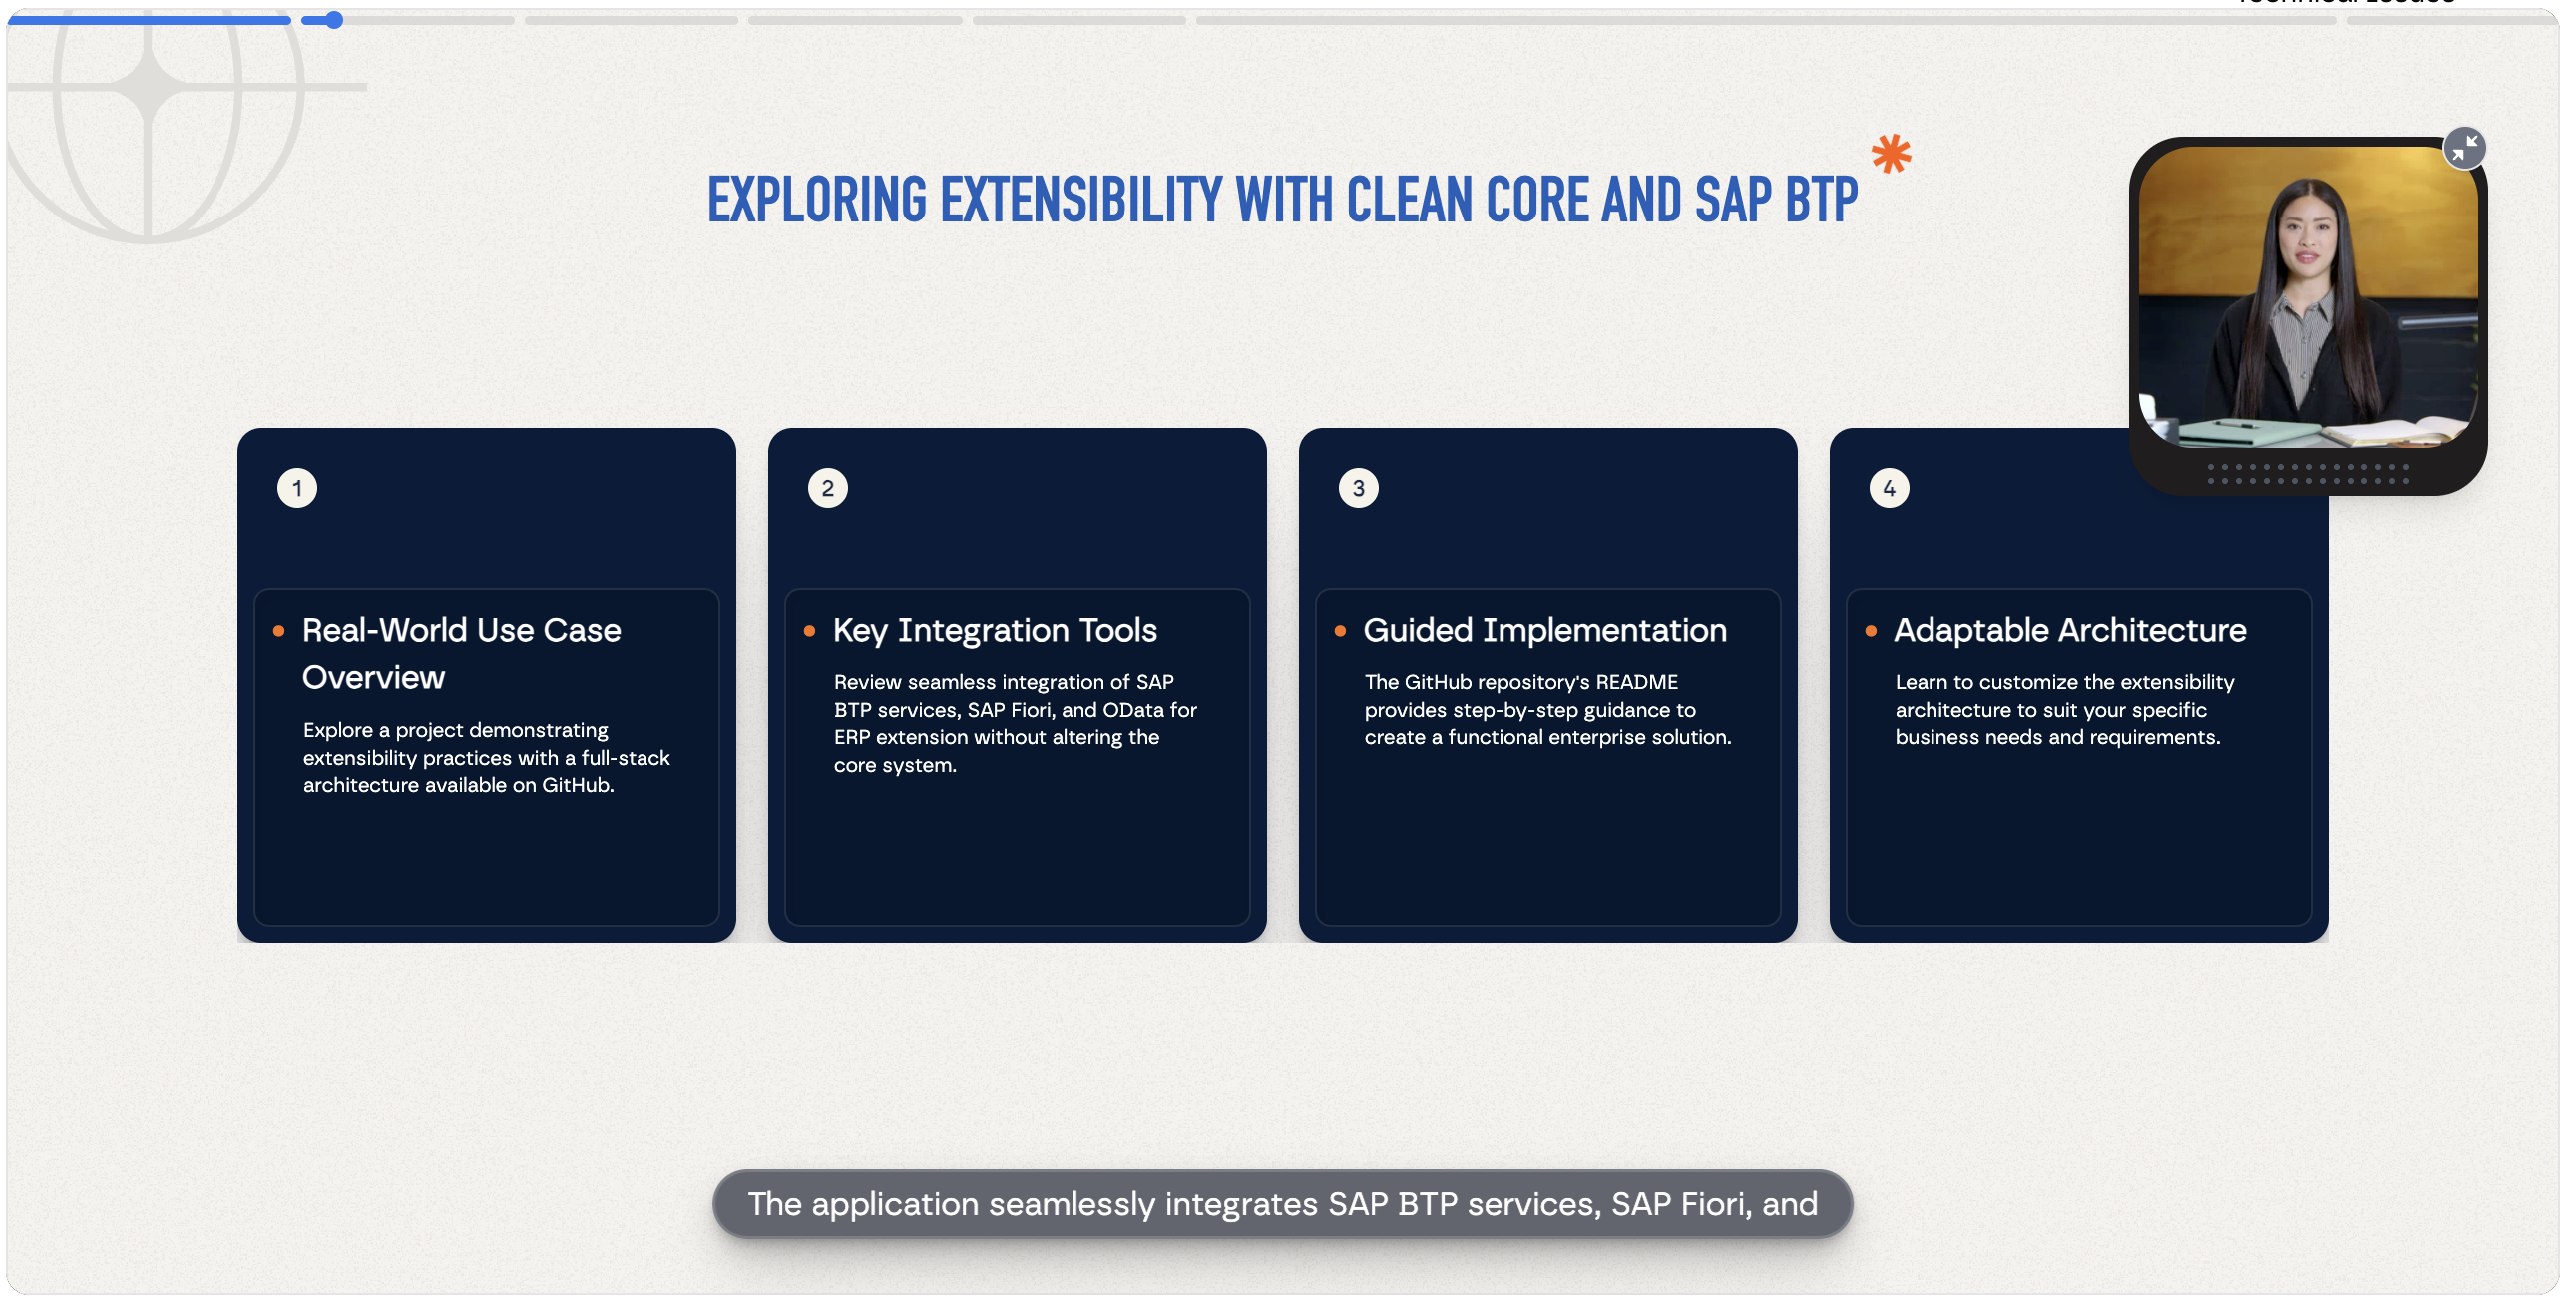 EXPLORING EXTENSIBILITY WITH CLEAN CORE AND SAP BTP
1
Real-World Use Case
Overview
Explore a project demonstrating
extensibility practices with a full-stack
architecture available on GitHub.
2
Key Integration Tools
Review seamless integration of SAP
BTP services, SAP Fiori, and OData for
ERP extension without altering the
core system.
3
Guided Implementation
The GitHub repository's README
provides step-by-step guidance to
create a functional enterprise solution.
4
Adaptable Architecture
Learn to customize the extensibility
architecture to suit your specific
business needs and requirements.
The application seamlessly integrates SAP BTP services, SAP Fiori, and